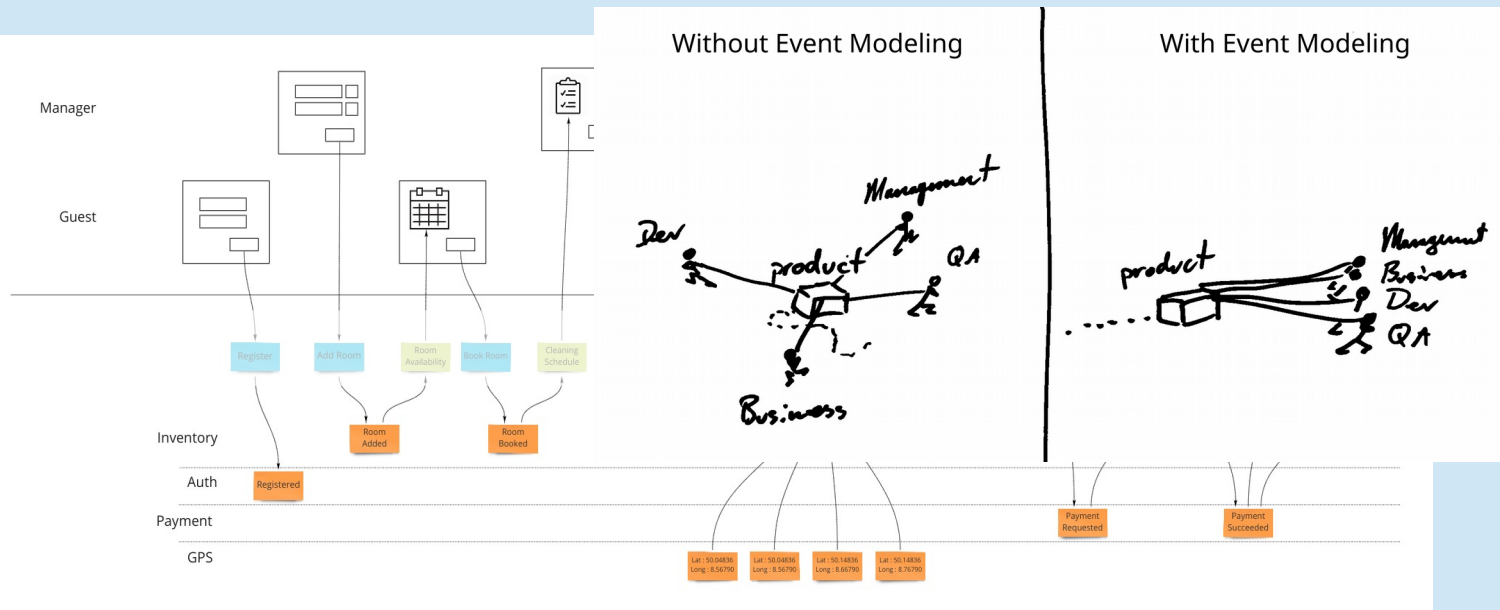 Without Event Modeling
With Event Modeling
Manager
Guest
Management
Dev
product
QA
Business
product
Management
Business
Dev
QA
Register
Add Room
Room
Availability
Book Room
Cleaning
Schedule
Inventory
Room
Added
Room
Booked
Auth
Registered
Payment
Payment
Requested
Payment
Succeeded
GPS
Lat : 50.04836
Long : 8.56790
Lat : 50.04836
Long : 8.56790
Lat : 50.14836
Long : 8.66790
Lat : 50.14836
Long : 8.76790